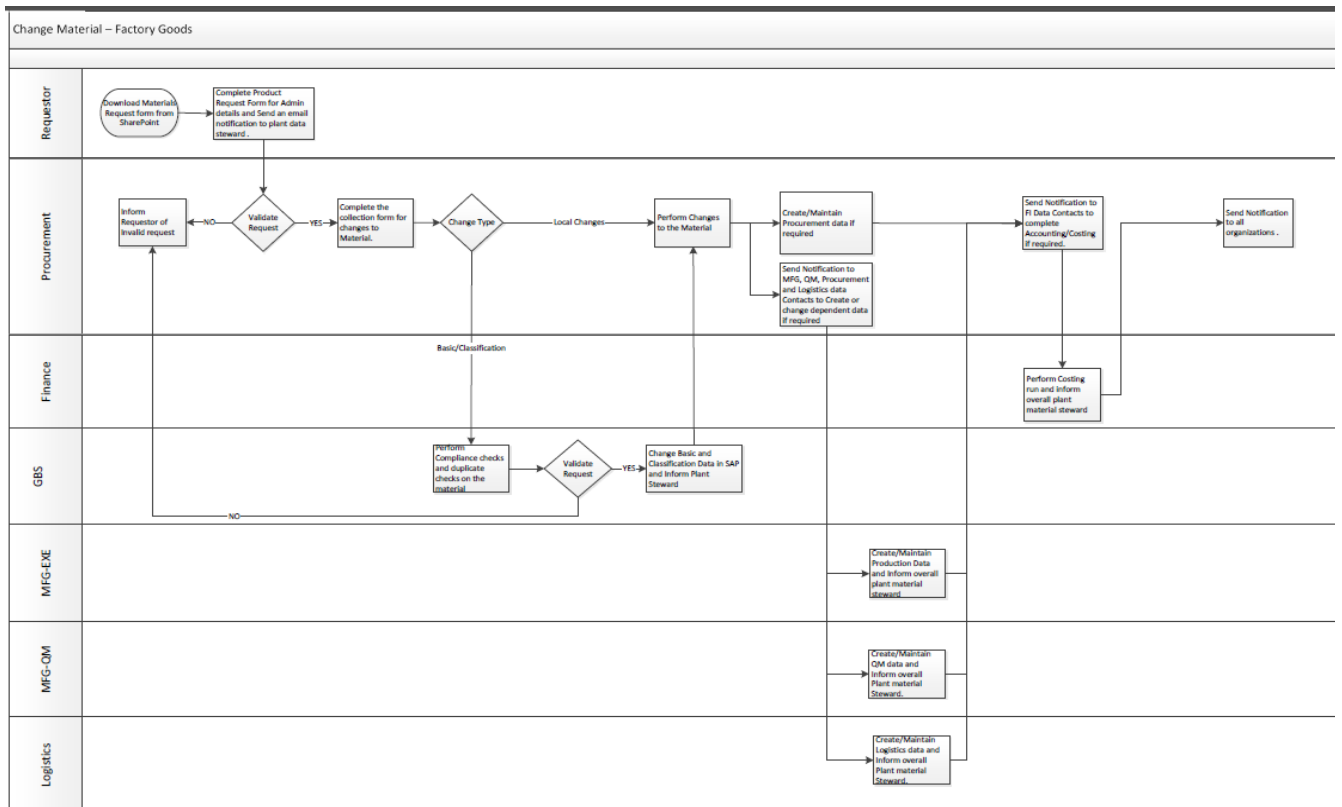 Change Material – Factory Goods
Requestor
Download Materials
Request form from
SharePoint
Complete Product
Request Form for Admin
details and Send an email
notification to plant data
steward .
Procurement
Inform
Requestor of
Invalid request
NO
Validate
Request
YES
Complete the
collection form for
changes to
Material.
Change Type
Local Changes
Perform Changes
to the Material
Create/Maintain
Procurement data if
required
Send Notification to
MFG, QM, Procurement
and Logistics data
Contacts to Create or
change dependent data
if required
Send Notification to
FI Data Contacts to
complete
Accounting/Costing
if required.
Send Notification
to all
organizations .
Finance
Basic/Classification
Perform Costing
run and inform
overall plant
material steward
GBS
Perform
Compliance checks
and duplicate
checks on the
material
Validate
Request
YES
Change Basic and
Classification Data in SAP
and Inform Plant
Steward
NO
MFG-EXE
Create/Maintain
Production Data
and Inform overall
plant material
steward
MFG-QM
Create/Maintain
QM data and
Inform overall
Plant material
Steward.
Logistics
Create/Maintain
Logistics data and
Inform overall
Plant material
Steward.